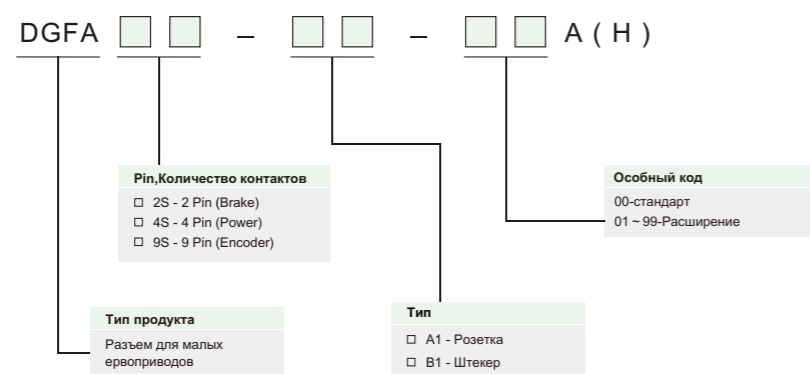 DGFA □ □ – □ □ – □ □ A ( H )
Pin,Количество контактов
□ 2S - 2 Pin (Brake)
□ 4S - 4 Pin (Power)
□ 9S - 9 Pin (Encoder)
Особный код
00-стандарт
01 ~ 99-Расширение
Тип продукта
Разъем для малых
ервоприводов
Тип
□ A1 - Розетка
□ B1 - Штекер